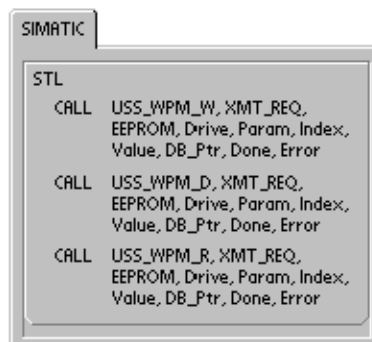 SIMATIC
STL
CALL USS_WPM_W, XMT_REQ,
EEPROM, Drive, Param, Index,
Value, DB_Ptr, Done, Error
CALL USS_WPM_D, XMT_REQ,
EEPROM, Drive, Param, Index,
Value, DB_Ptr, Done, Error
CALL USS_WPM_R, XMT_REQ,
EEPROM, Drive, Param, Index,
Value, DB_Ptr, Done, Error